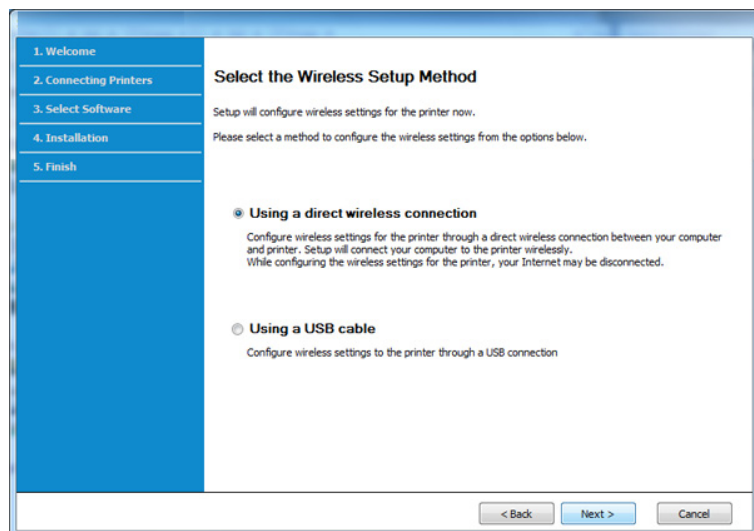 1. Welcome
2. Connecting Printers
3. Select Software
4. Installation
5. Finish
Select the Wireless Setup Method
Setup will configure wireless settings for the printer now.
Please select a method to configure the wireless settings from the options below.
Using a direct wireless connection
Configure wireless settings for the printer through a direct wireless connection between your computer
and printer. Setup will connect your computer to the printer wirelessly.
While configuring the wireless settings for the printer, your Internet may be disconnected.
Using a USB cable
Configure wireless settings to the printer through a USB connection
< Back
Next >
Cancel